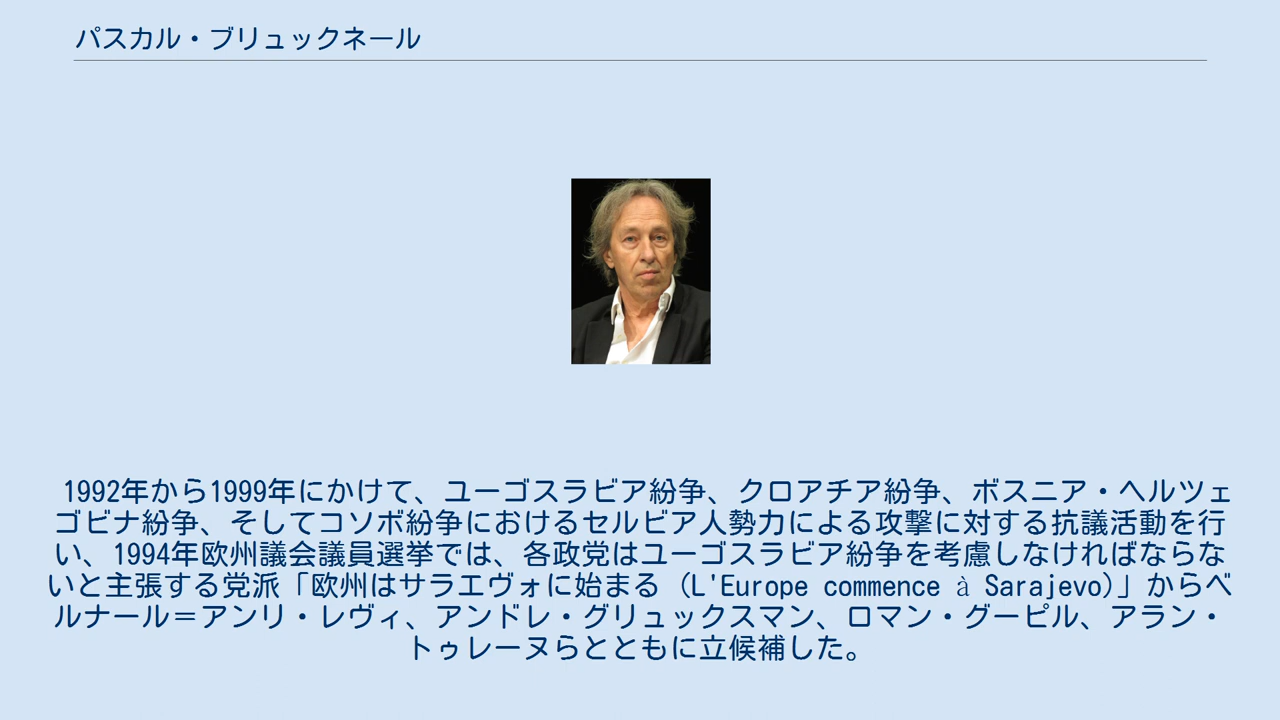 パスカル・ブリュックネール
1992年から1999年にかけて、ユーゴスラビア紛争、クロアチア紛争、ボスニア・ヘルツェ
ゴビナ紛争、そしてコソボ紛争におけるセルビア人勢力による攻撃に対する抗議活動を行
い、1994年欧州議会議員選挙では、各政党はユーゴスラビア紛争を考慮しなければならな
いと主張する党派「欧州はサラエヴォに始まる (L'Europe commence à Sarajevo)」からベ
ルナール＝アンリ・レヴィ、アンドレ・グリュックスマン、ロマン・グーピル、アラン・
トゥレーヌらとともに立候補した。